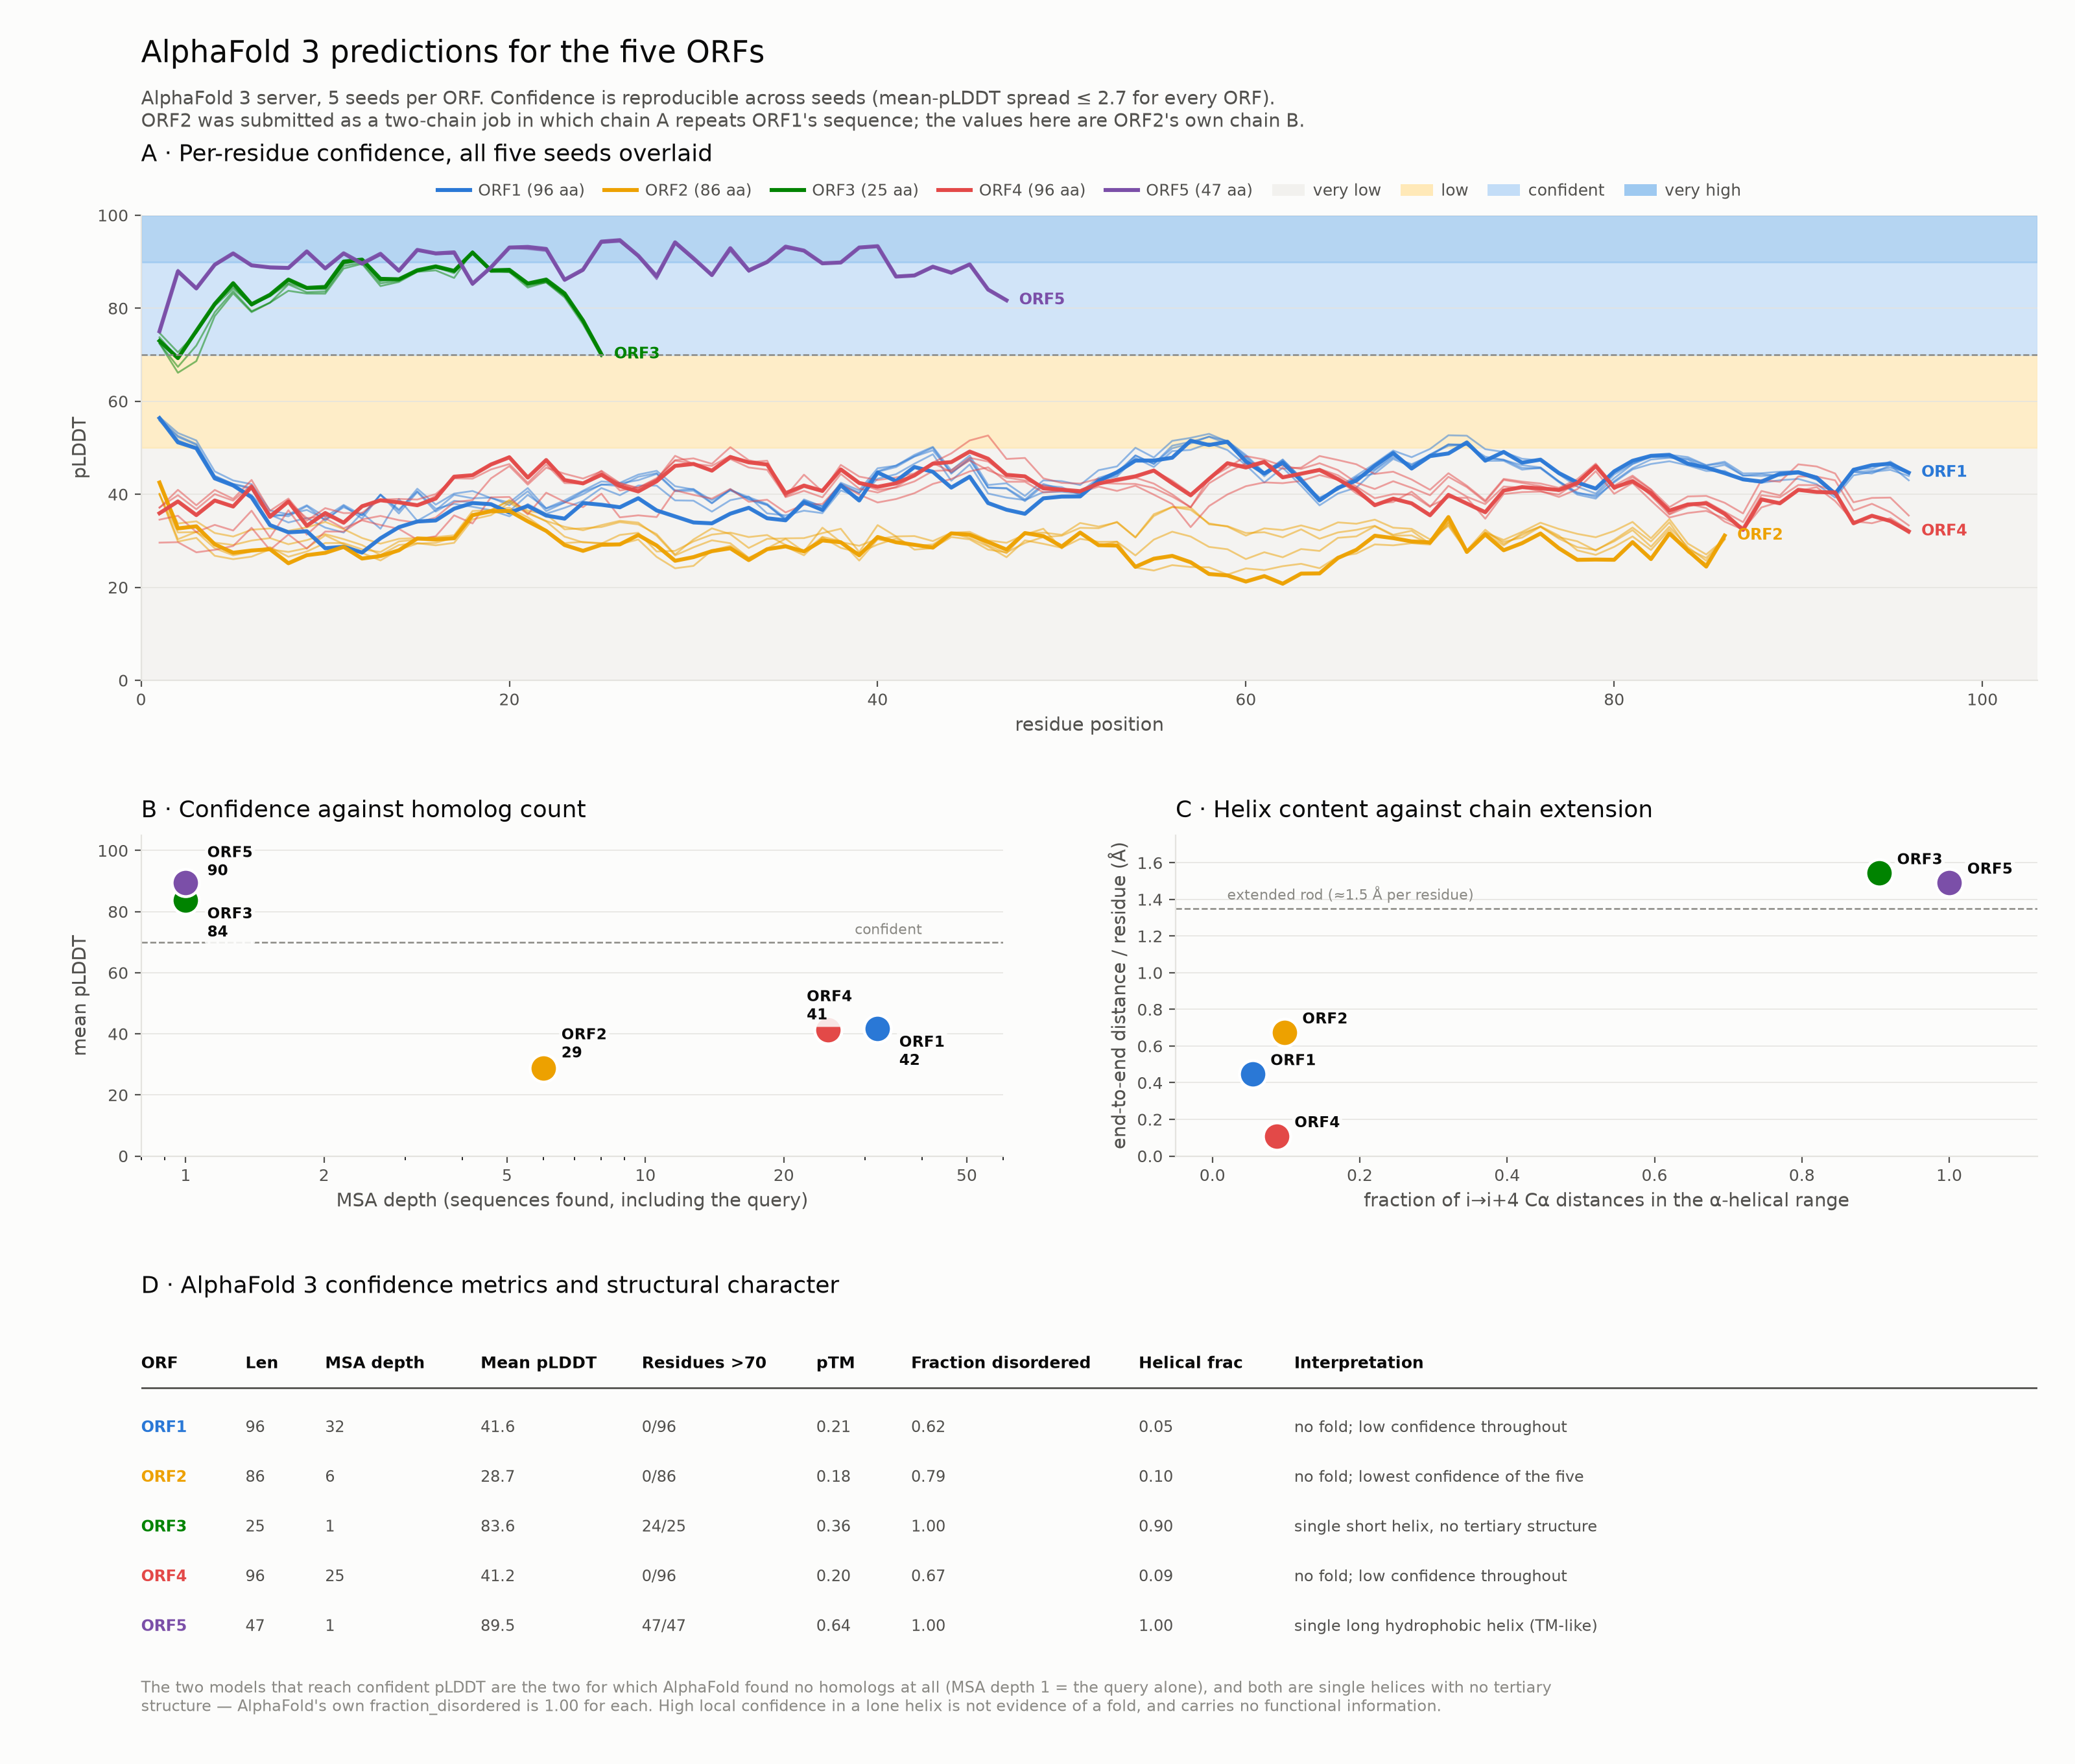 AlphaFold 3 predictions for the five ORFs
AlphaFold 3 server, 5 seeds per ORF. Confidence is reproducible across seeds (mean-pLDDT spread ≤ 2.7 for every ORF).
ORF2 was submitted as a two-chain job in which chain A repeats ORF1's sequence; the values here are ORF2's own chain B.
A · Per-residue confidence, all five seeds overlaid
ORF1 (96 aa) ORF2 (86 aa) ORF3 (25 aa) ORF4 (96 aa) ORF5 (47 aa) very low low confident very high
100
80
60
40
20
0
pLDDT
ORF5
ORF3
ORF1
ORF2
ORF4
0 20 40 60 80 100
residue position
B · Confidence against homolog count
100
80
60
40
20
0
mean pLDDT
ORF5
90
ORF3
84
confident
ORF4
41
ORF2
29
ORF1
42
1 2 5 10 20 50
MSA depth (sequences found, including the query)
C · Helix content against chain extension
1.6
1.4
1.2
1.0
0.8
0.6
0.4
0.2
0.0
end-to-end distance / residue (Å)
ORF3
ORF5
extended rod (≈1.5 Å per residue)
ORF2
ORF1
ORF4
0.0 0.2 0.4 0.6 0.8 1.0
fraction of i→i+4 Cα distances in the α-helical range
D · AlphaFold 3 confidence metrics and structural character
ORF Len MSA depth Mean pLDDT Residues >70 pTM Fraction disordered Helical frac Interpretation
ORF1 96 32 41.6 0/96 0.21 0.62 0.05 no fold; low confidence throughout
ORF2 86 6 28.7 0/86 0.18 0.79 0.10 no fold; lowest confidence of the five
ORF3 25 1 83.6 24/25 0.36 1.00 0.90 single short helix, no tertiary structure
ORF4 96 25 41.2 0/96 0.20 0.67 0.09 no fold; low confidence throughout
ORF5 47 1 89.5 47/47 0.64 1.00 1.00 single long hydrophobic helix (TM-like)
The two models that reach confident pLDDT are the two for which AlphaFold found no homologs at all (MSA depth 1 = the query alone), and both are single helices with no tertiary
structure — AlphaFold's own fraction_disordered is 1.00 for each. High local confidence in a lone helix is not evidence of a fold, and carries no functional information.